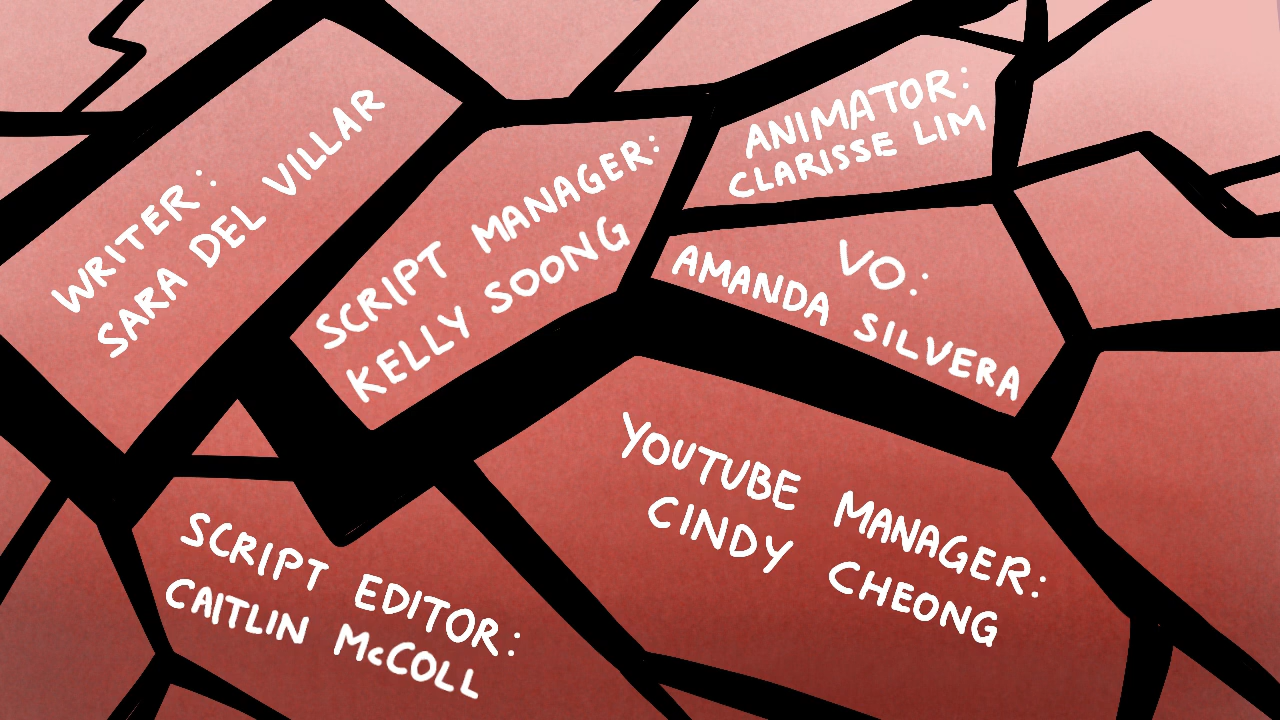 WRITER:
SARA DEL VILLAR
SCRIPT MANAGER:
KELLY SOONG
ANIMATOR:
CLARISSE LIM
VO:
AMANDA SILVERA
SCRIPT EDITOR:
CAITLIN McCOLL
YOUTUBE MANAGER:
CINDY CHEONG